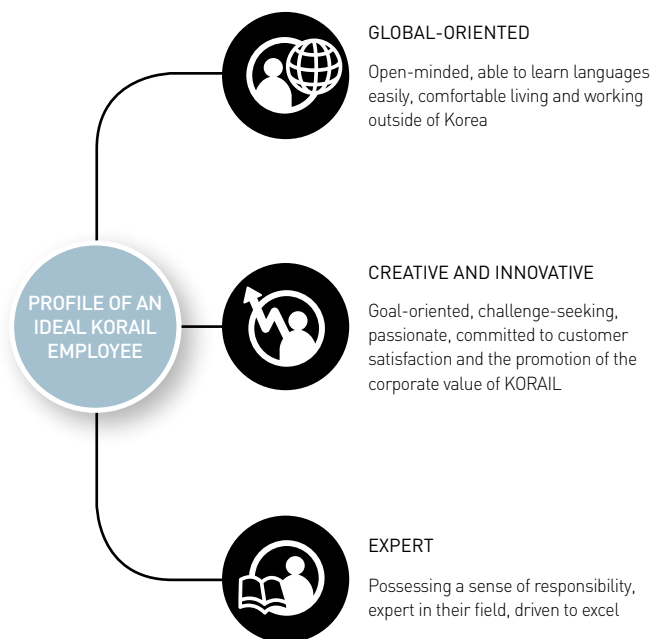 GLOBAL-ORIENTED
Open-minded, able to learn languages
easily, comfortable living and working
outside of Korea
PROFILE OF AN
IDEAL KORAIL
EMPLOYEE
CREATIVE AND INNOVATIVE
Goal-oriented, challenge-seeking,
passionate, committed to customer
satisfaction and the promotion of the
corporate value of KORAIL
EXPERT
Possessing a sense of responsibility,
expert in their field, driven to excel